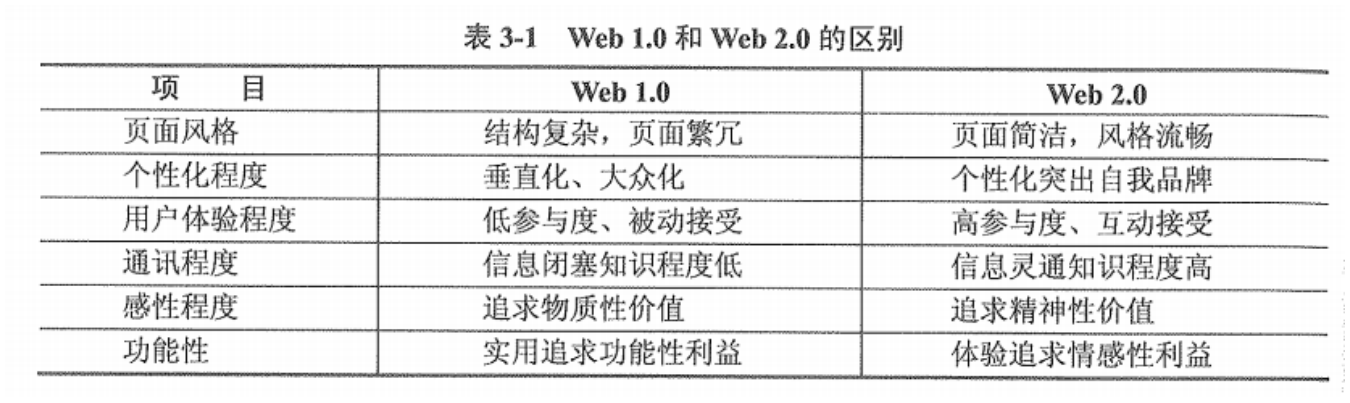 表 3-1 Web 1.0 和 Web 2.0 的区别
项 目 Web 1.0 Web 2.0
页面风格 结构复杂，页面繁冗 页面简洁，风格流畅
个性化程度 垂直化、大众化 个性化突出自我品牌
用户体验程度 低参与度、被动接受 高参与度、互动接受
通讯程度 信息闭塞知识程度低 信息灵通知识程度高
感性程度 追求物质性价值 追求精神性价值
功能性 实用追求功能性利益 体验追求情感性利益